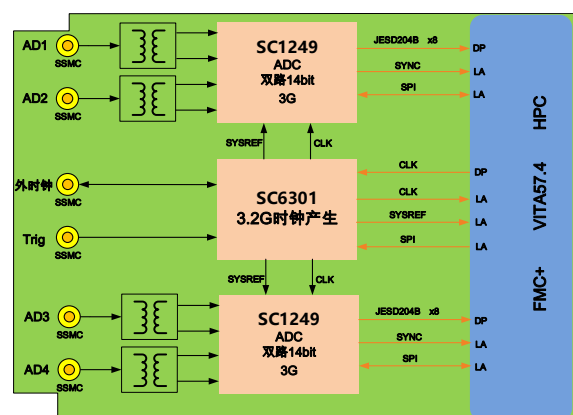 AD1
SSMC
AD2
SSMC
SC1249
ADC
双路14bit
3G
JESD204B x8
DP
SYNC
LA
SPI
LA
SYSREF
CLK
外时钟
SSMC
Trig
SSMC
SC6301
3.2G时钟产生
CLK
DP
CLK
LA
SYSREF
LA
SPI
LA
SYSREF
CLK
AD3
SSMC
AD4
SSMC
SC1249
ADC
双路14bit
3G
JESD204B x8
DP
SYNC
LA
SPI
LA
FMC+ VITA57.4 HPC